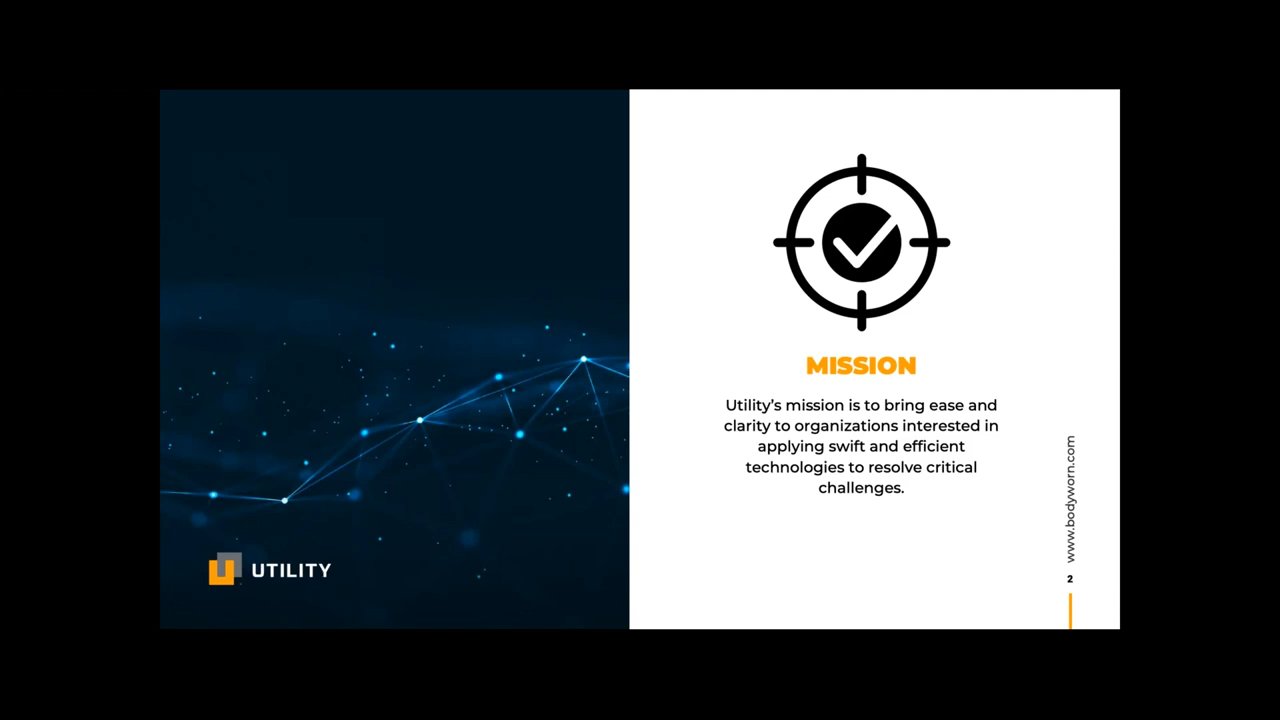 UTILITY
MISSION
Utility’s mission is to bring ease and
clarity to organizations interested in
applying swift and efficient
technologies to resolve critical
challenges.
www.bodyworn.com
2